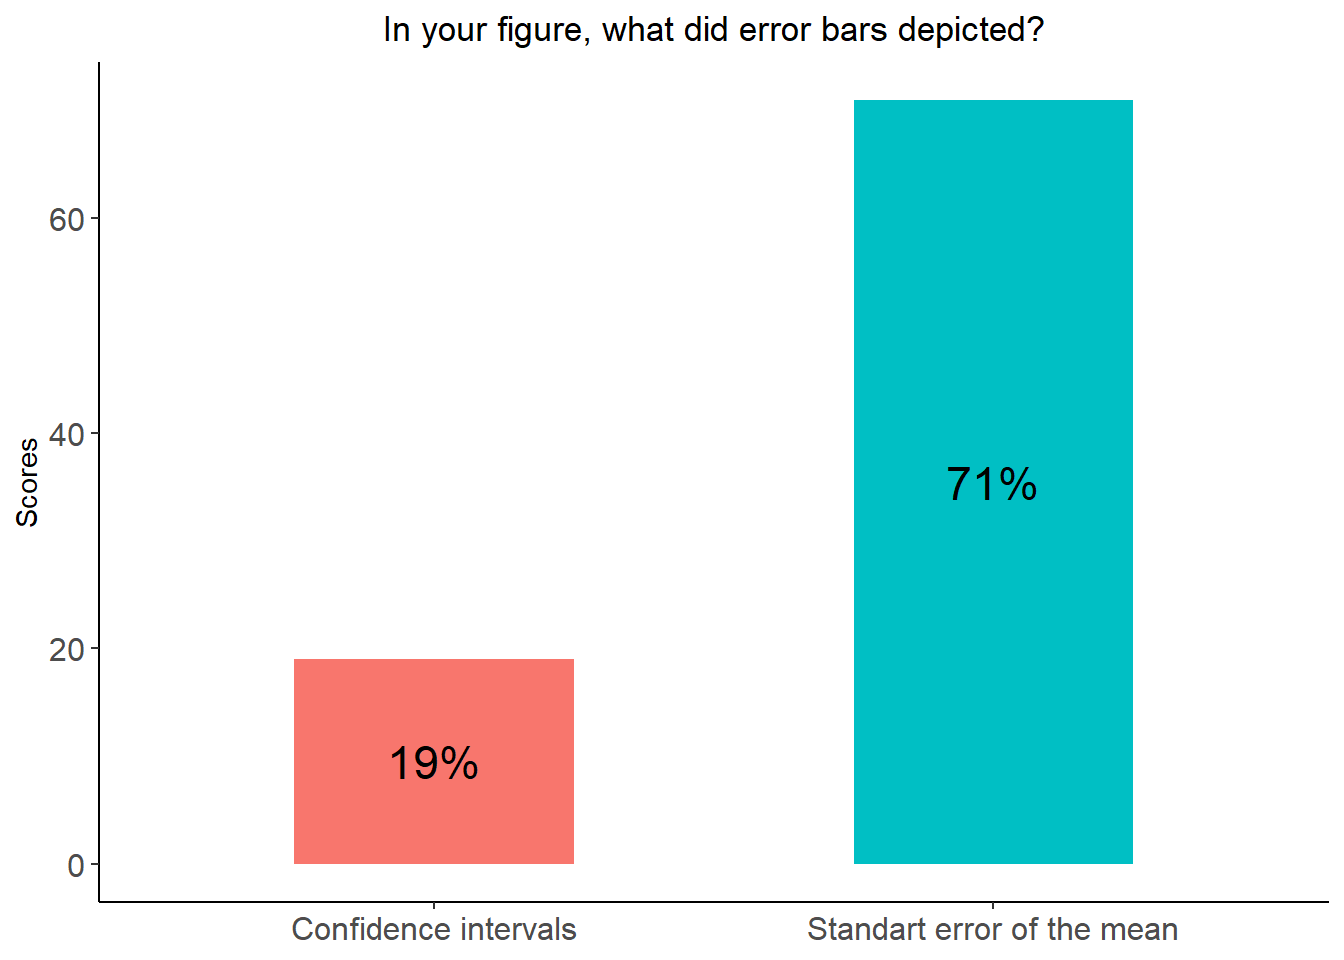 In your figure, what did error bars depicted?
Scores
60
40
20
0
71%
19%
Confidence intervals
Standart error of the mean